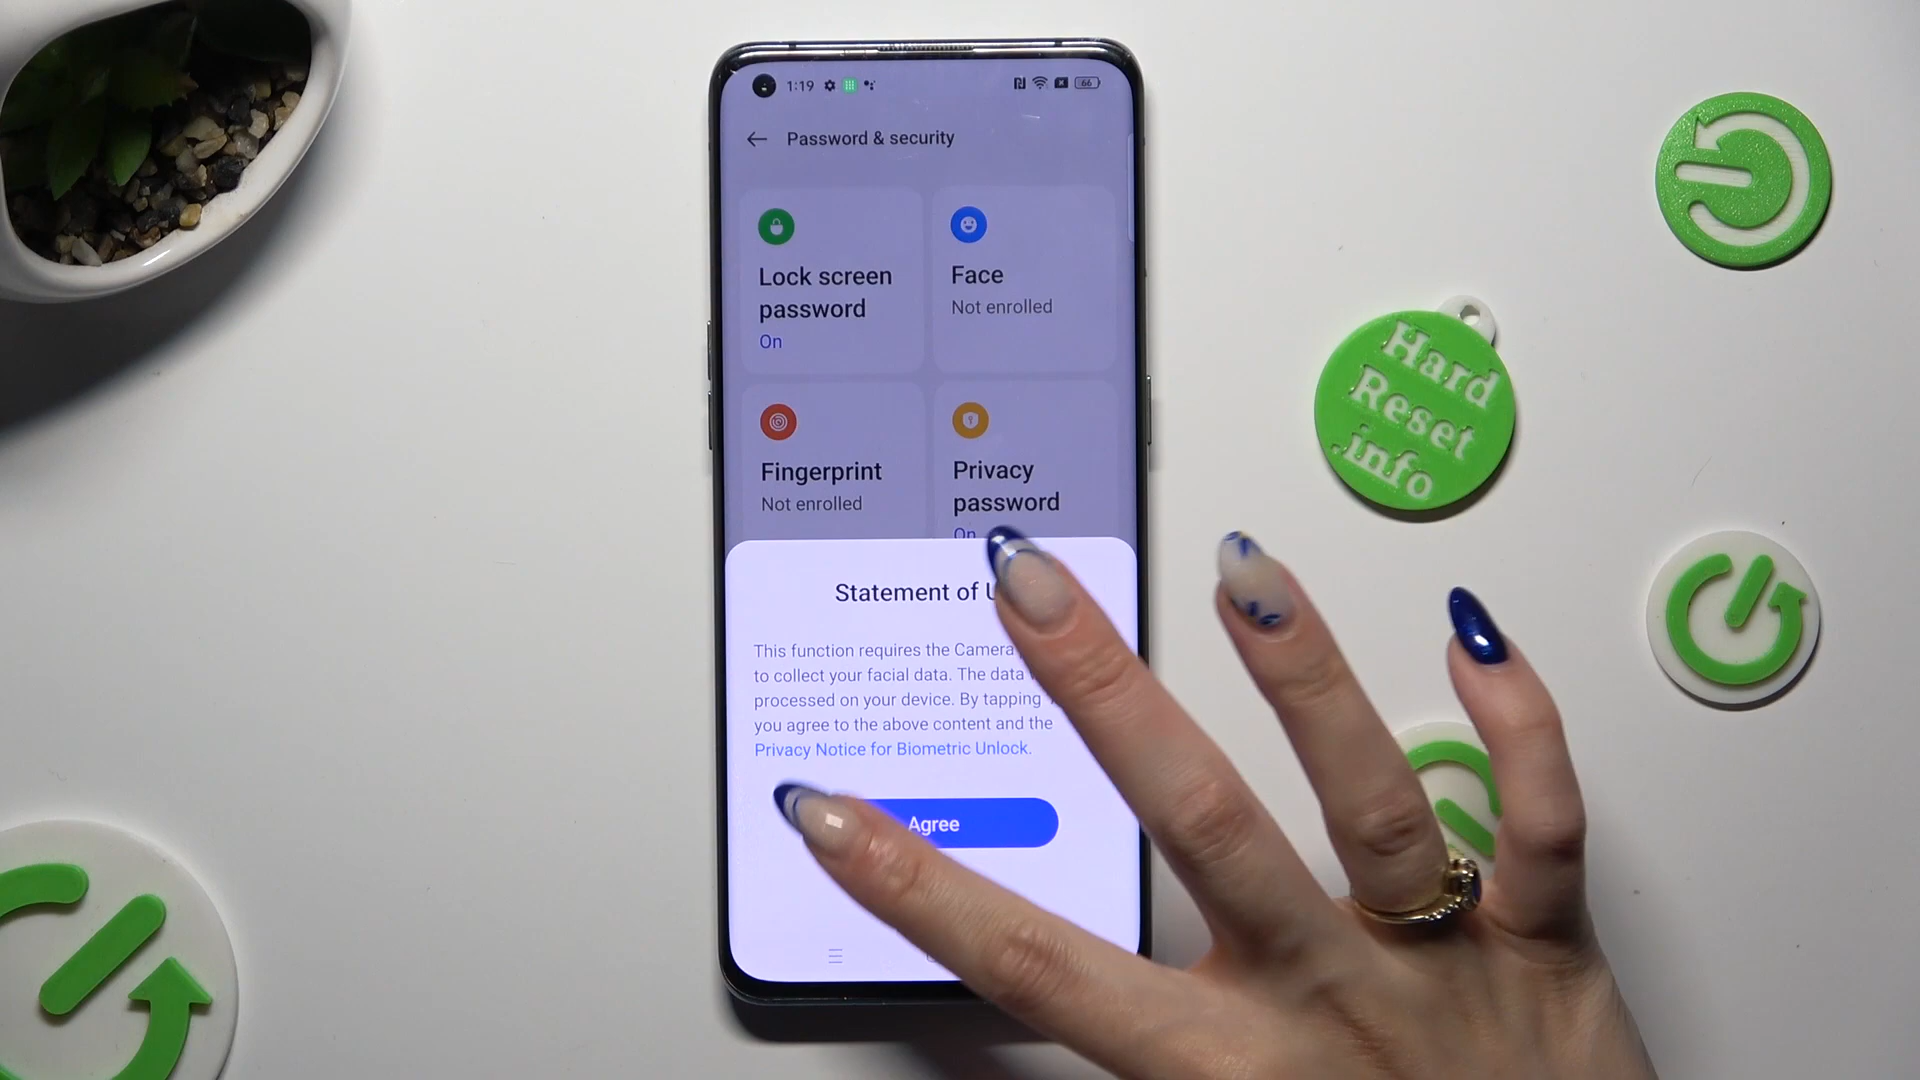 1:19
66
Password & security
Lock screen
password
On
Face
Not enrolled
Fingerprint
Not enrolled
Privacy
password
On
Statement of
This function requires the Camera
to collect your facial data. The data
processed on your device. By tapping
you agree to the above content and the
Privacy Notice for Biometric Unlock.
Agree
Hard
Reset
.info